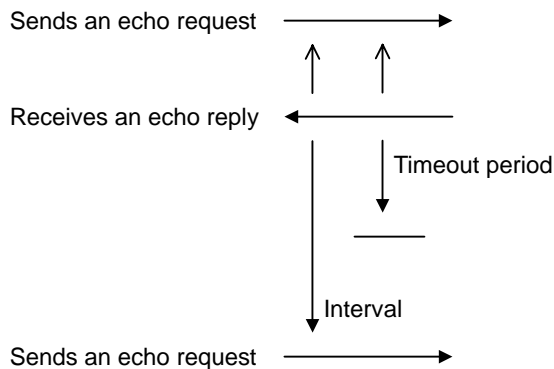 Sends an echo request
Receives an echo reply
Timeout period
Interval
Sends an echo request